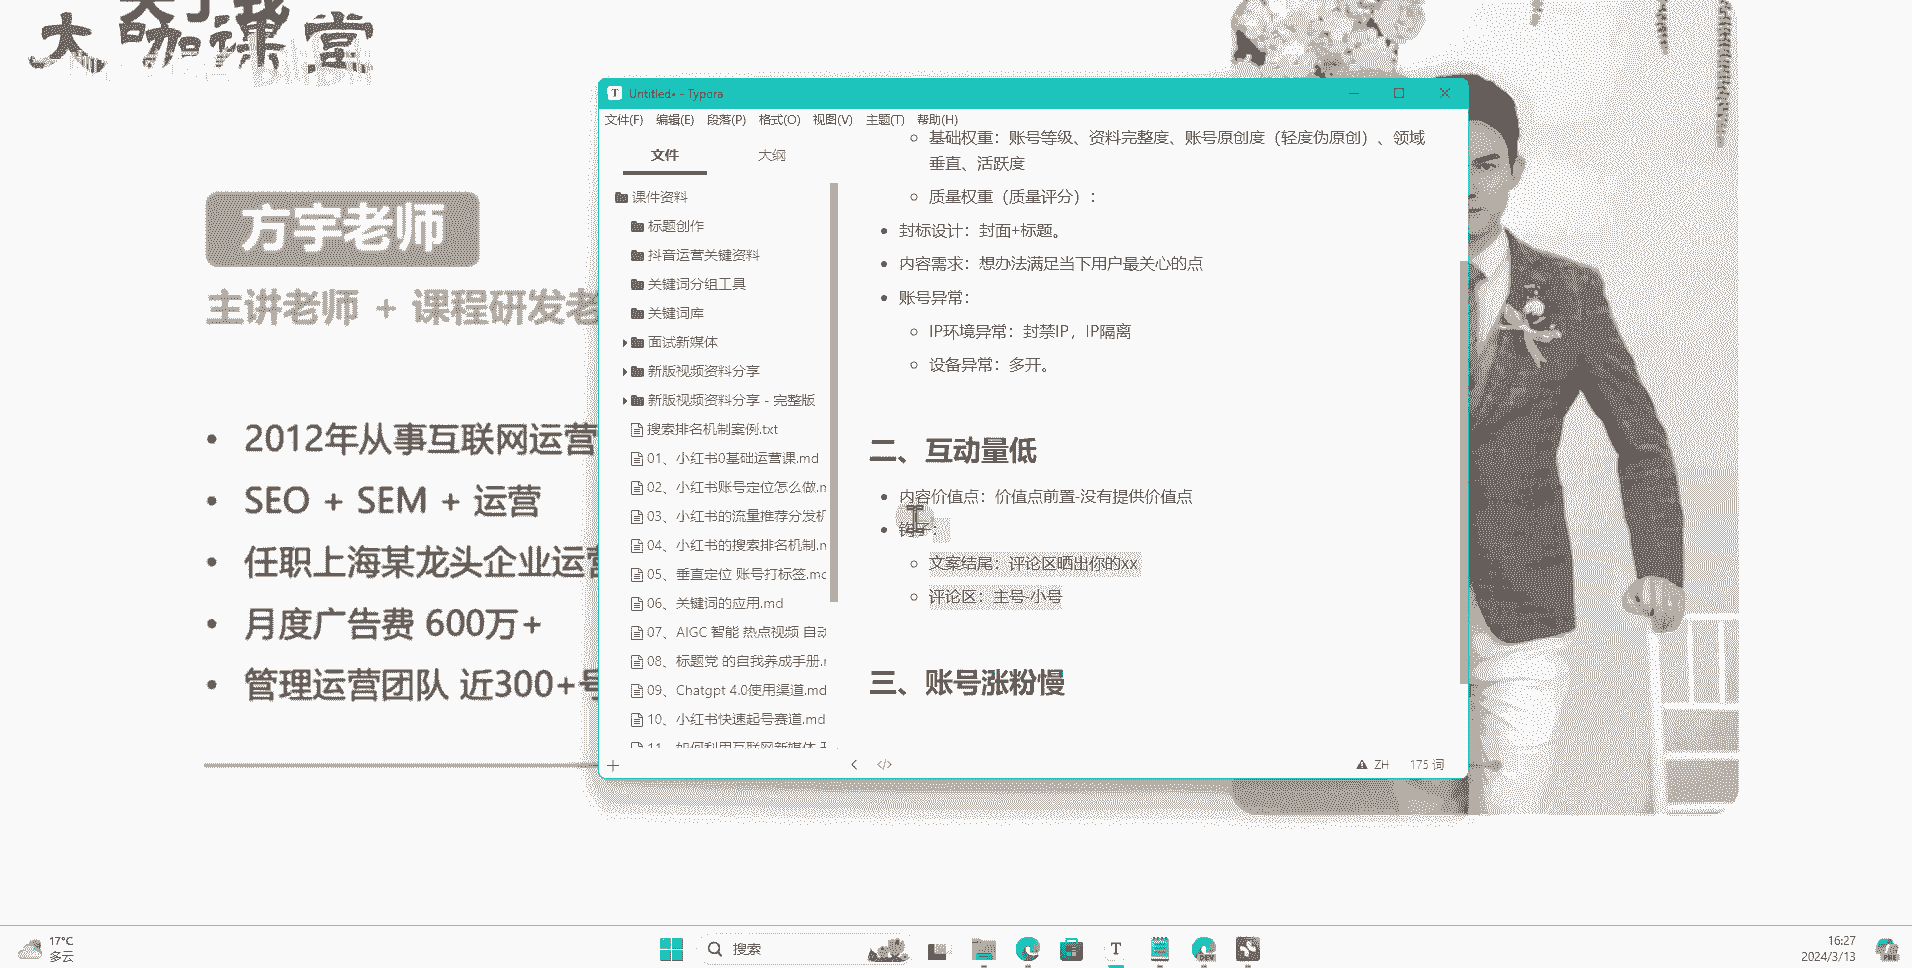 大咖课堂
方宇老师
主讲老师 + 课程研发老
2012年从事互联网运营
SEO + SEM + 运营
任职上海某龙头企业运营
月度广告费 600万+
管理运营团队 近300+号
Untitled• - Typora
文件(F) 编辑(E) 段落(P) 格式(O) 视图(V) 主题(T) 帮助(H)
文件 大纲
课件资料
标题创作
抖音运营关键资料
关键词分组工具
关键词库
面试新媒体
新版视频资料分享
新版视频资料分享 - 完整版
搜索排名机制案例.txt
01、小红书0基础运营课.md
02、小红书账号定位怎么做.m
03、小红书的流量推荐分发机
04、小红书的搜索排名机制.m
05、垂直定位 账号打标签.md
06、关键词的应用.md
07、AIGC 智能 热点视频 自动
08、标题党 的自我养成手册.m
09、Chatgpt 4.0使用渠道.md
10、小红书快速起号赛道.md
11、如何利用互联网新媒体
基础权重：账号等级、资料完整度、账号原创度（轻度伪原创）、领域
垂直、活跃度
质量权重（质量评分）：
封标设计：封面+标题。
内容需求：想办法满足当下用户最关心的点
账号异常：
IP环境异常：封禁IP，IP隔离
设备异常：多开。
二、互动量低
内容价值点：价值点前置-没有提供价值点
钩子：
文案结尾：评论区晒出你的xx
评论区：主号-小号
三、账号涨粉慢
ZH 175 词
17°C
多云
搜索
16:27
2024/3/13